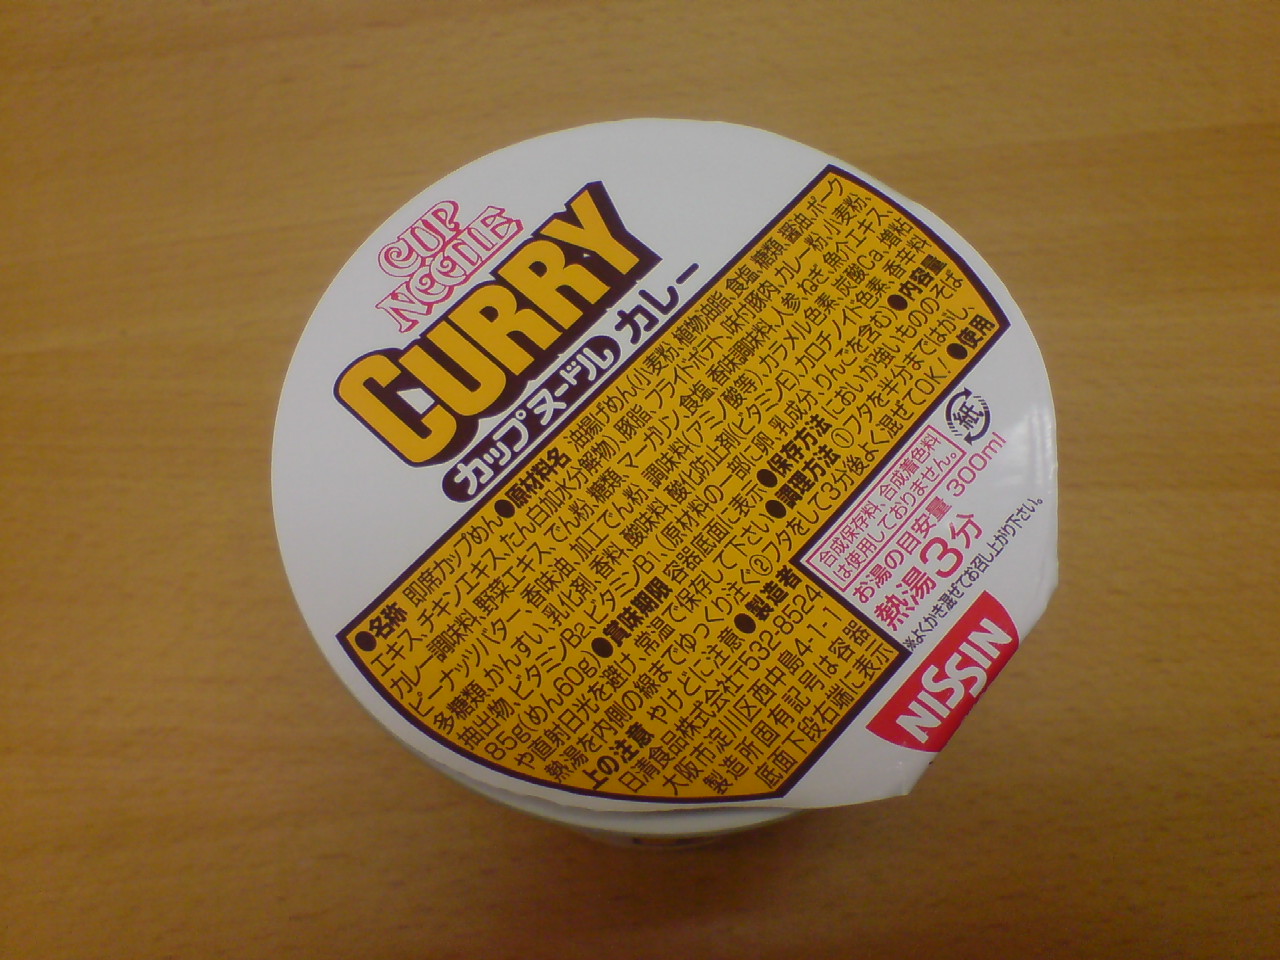 CUP
NOODLE
CURRY
カップヌードル カレー
●名称 即席カップめん●原材料名 油揚げめん(小麦粉、植物油脂、食塩、糖類、醤油、ポーク
エキス、チキンエキス、たん白加水分解物)、豚脂、フライドポテト、味付豚肉、カレー粉、小麦粉、
カレー調味料、野菜エキス、でん粉、糖類、マーガリン、食塩、香味調味料、人参、ねぎ、魚介エキス、
ピーナッツバター、香味油、加工でん粉、調味料(アミノ酸等)、カラメル色素、炭酸Ca、増粘
多糖類、かんすい、乳化剤、香料、酸味料、酸化防止剤(ビタミンE)、カロチノイド色素、香辛料
抽出物、ビタミンB2、ビタミンB1、(原材料の一部に卵、乳成分、りんごを含む)●内容量
85g(めん60g)●賞味期限 容器底面に表示●保存方法 においが強いもののそば
や直射日光を避け、常温で保存して下さい●調理方法 ①フタを半分まではがし、
熱湯を内側の線までゆっくり注ぐ②フタをして3分後よく混ぜてOK!●使用
上の注意 やけどに注意●製造者
日清食品株式会社〒532-8524
大阪市淀川区西中島4-1-1
製造所固有記号は容器
底面下段右端に表示
紙
合成保存料、合成着色料
は使用しておりません。
お湯の目安量 300ml
熱湯3分
※よくかき混ぜてお召し上がり下さい。
NISSIN